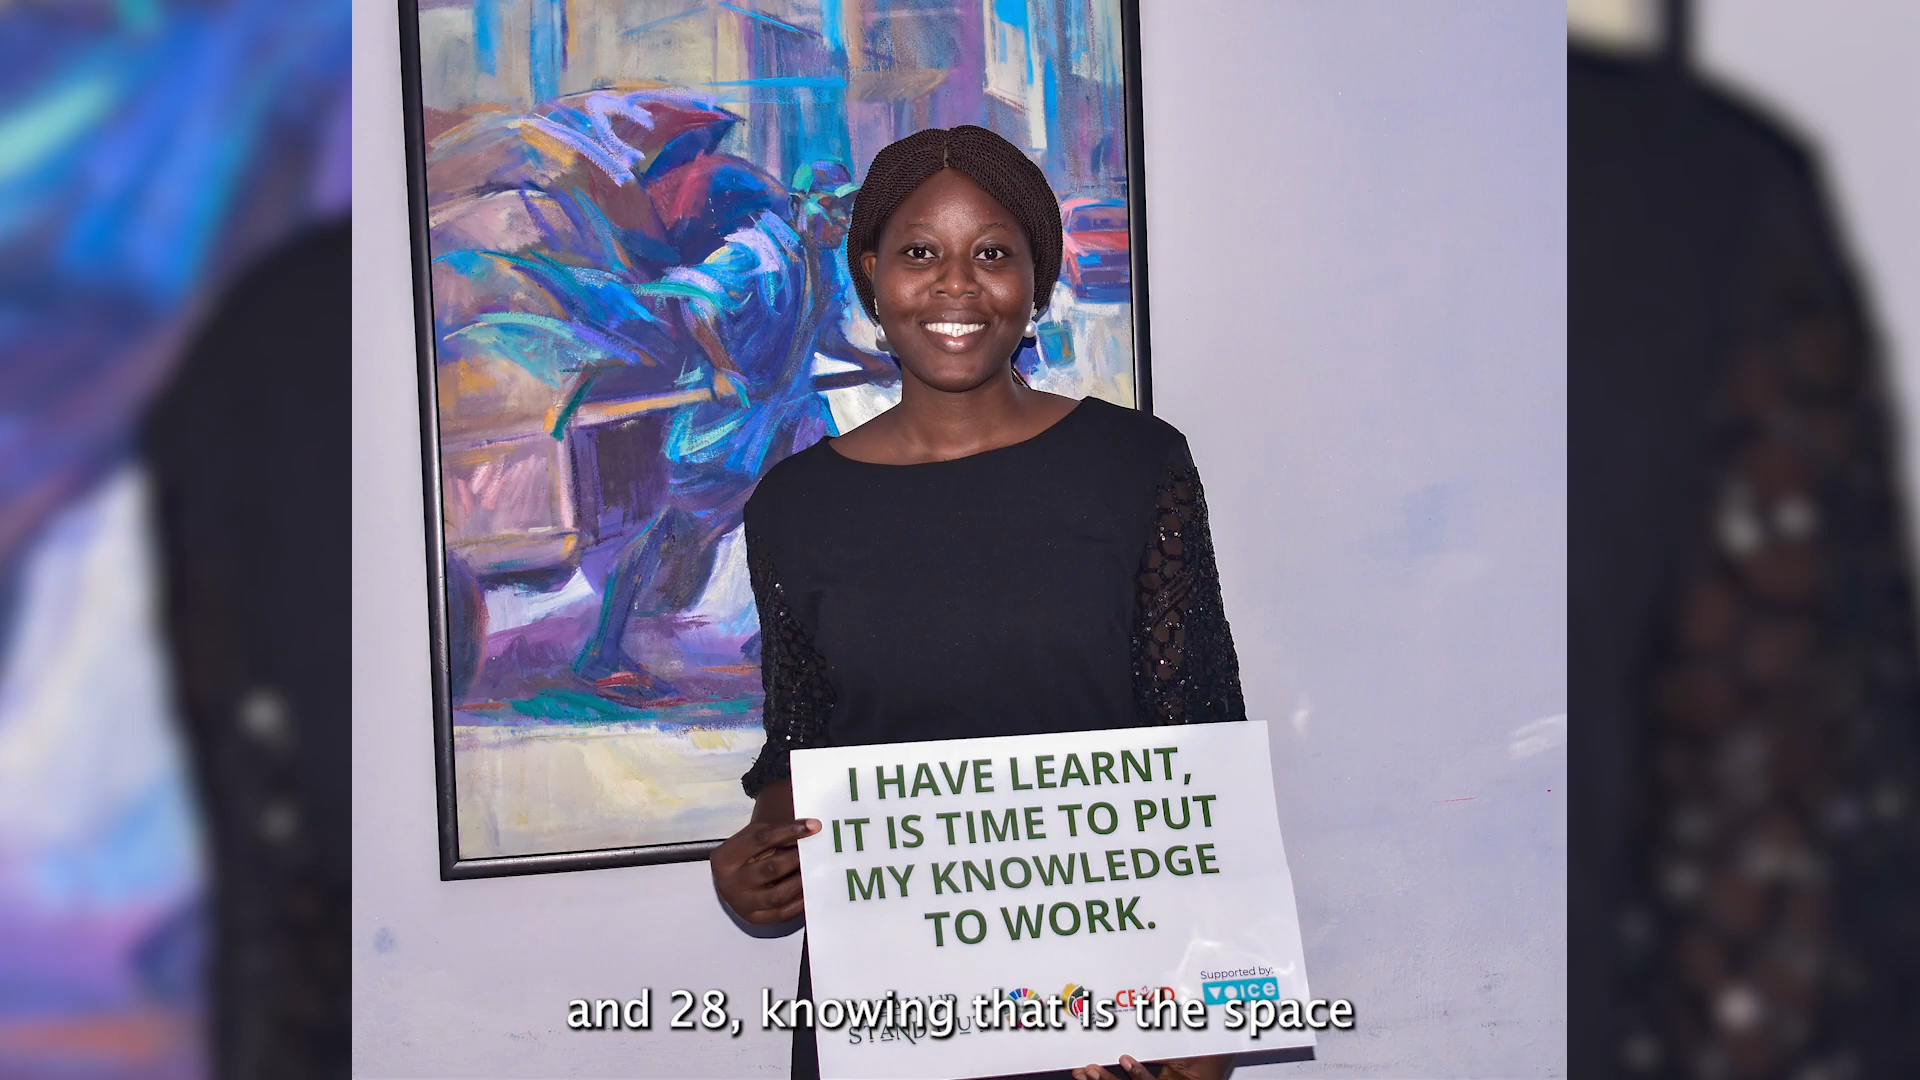 I HAVE LEARNT,
IT IS TIME TO PUT
MY KNOWLEDGE
TO WORK.
Supported by:
VOICE
and 28, knowing that is the space
STAND